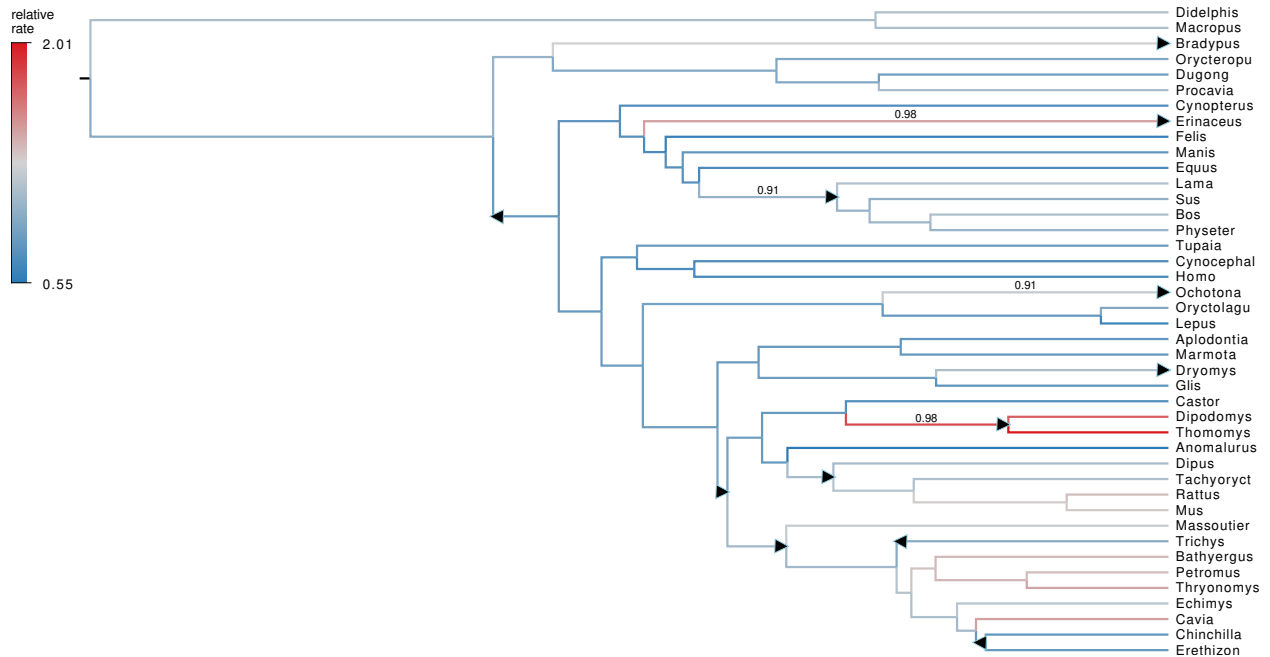 relative
rate
2.01
0.55
Didelphis
Macropus
Bradypus
Orycteropu
Dugong
Procavia
Cynopterus
0.98
Erinaceus
Felis
Manis
Equus
Lama
0.91
Sus
Bos
Physeter
Tupaia
Cynocephal
Homo
0.91
Ochotona
Oryctolagu
Lepus
Aplodontia
Marmota
Dryomys
Glis
Castor
0.98
Dipodomys
Thomomys
Anomalurus
Dipus
Tachyoryct
Rattus
Mus
Massoutier
Trichys
Bathyergus
Petromus
Thryonomys
Echimys
Cavia
Chinchilla
Erethizon